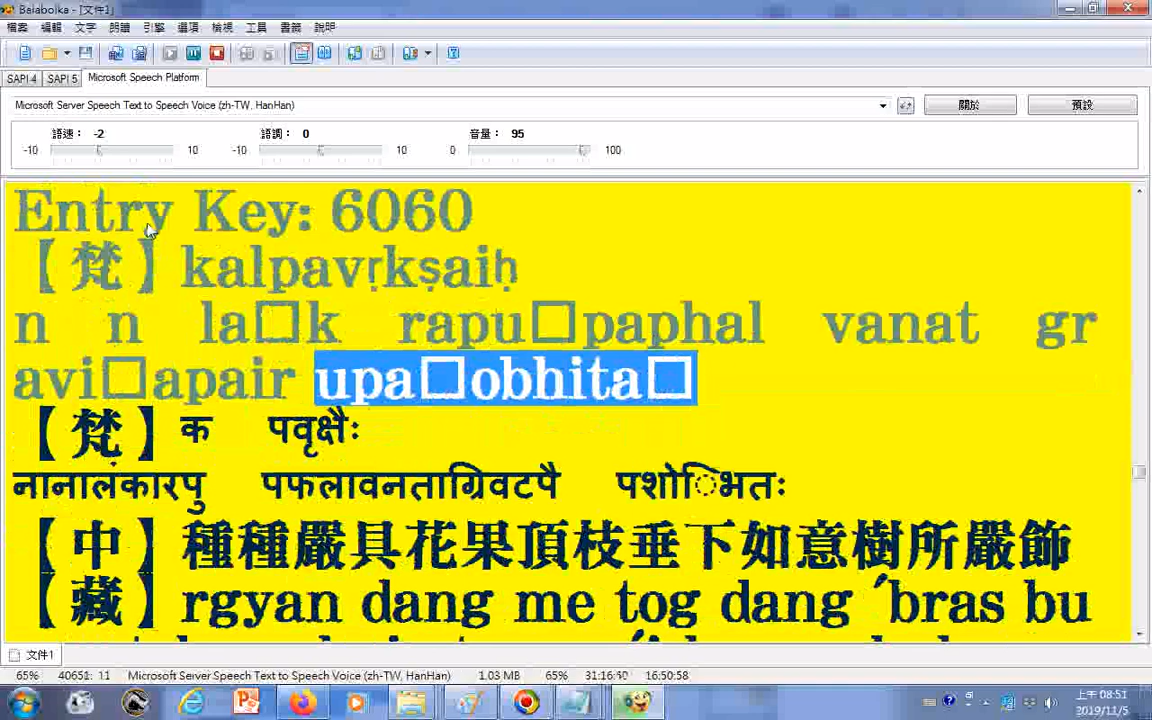 Balabolka - [文件1]
檔案 編輯 文字 朗讀 引擎 選項 檢視 工具 書籤 說明
SAPI 4 SAPI 5 Microsoft Speech Platform
Microsoft Server Speech Text to Speech Voice (zh-TW, HanHan) 關於 預設
語速： -2 語調： 0 音量： 95
-10 10 -10 10 0 100
Entry Key: 6060
【梵】kalpavṛkṣaiḥ
n n la□k rapu□paphal vanat gr
avi□apair upa□obhita□
【梵】क पवृक्षैः
नानालंकारपु पफलावनताग्रिवटपै पशोिभतः
【中】種種嚴具花果頂枝垂下如意樹所嚴飾
【藏】rgyan dang me tog dang 'bras bu
文件1
65% 40651: 11 Microsoft Server Speech Text to Speech Voice (zh-TW, HanHan) 1.03 MB 65% 31:16:50 16:50:58
上午 08:51
2019/11/5